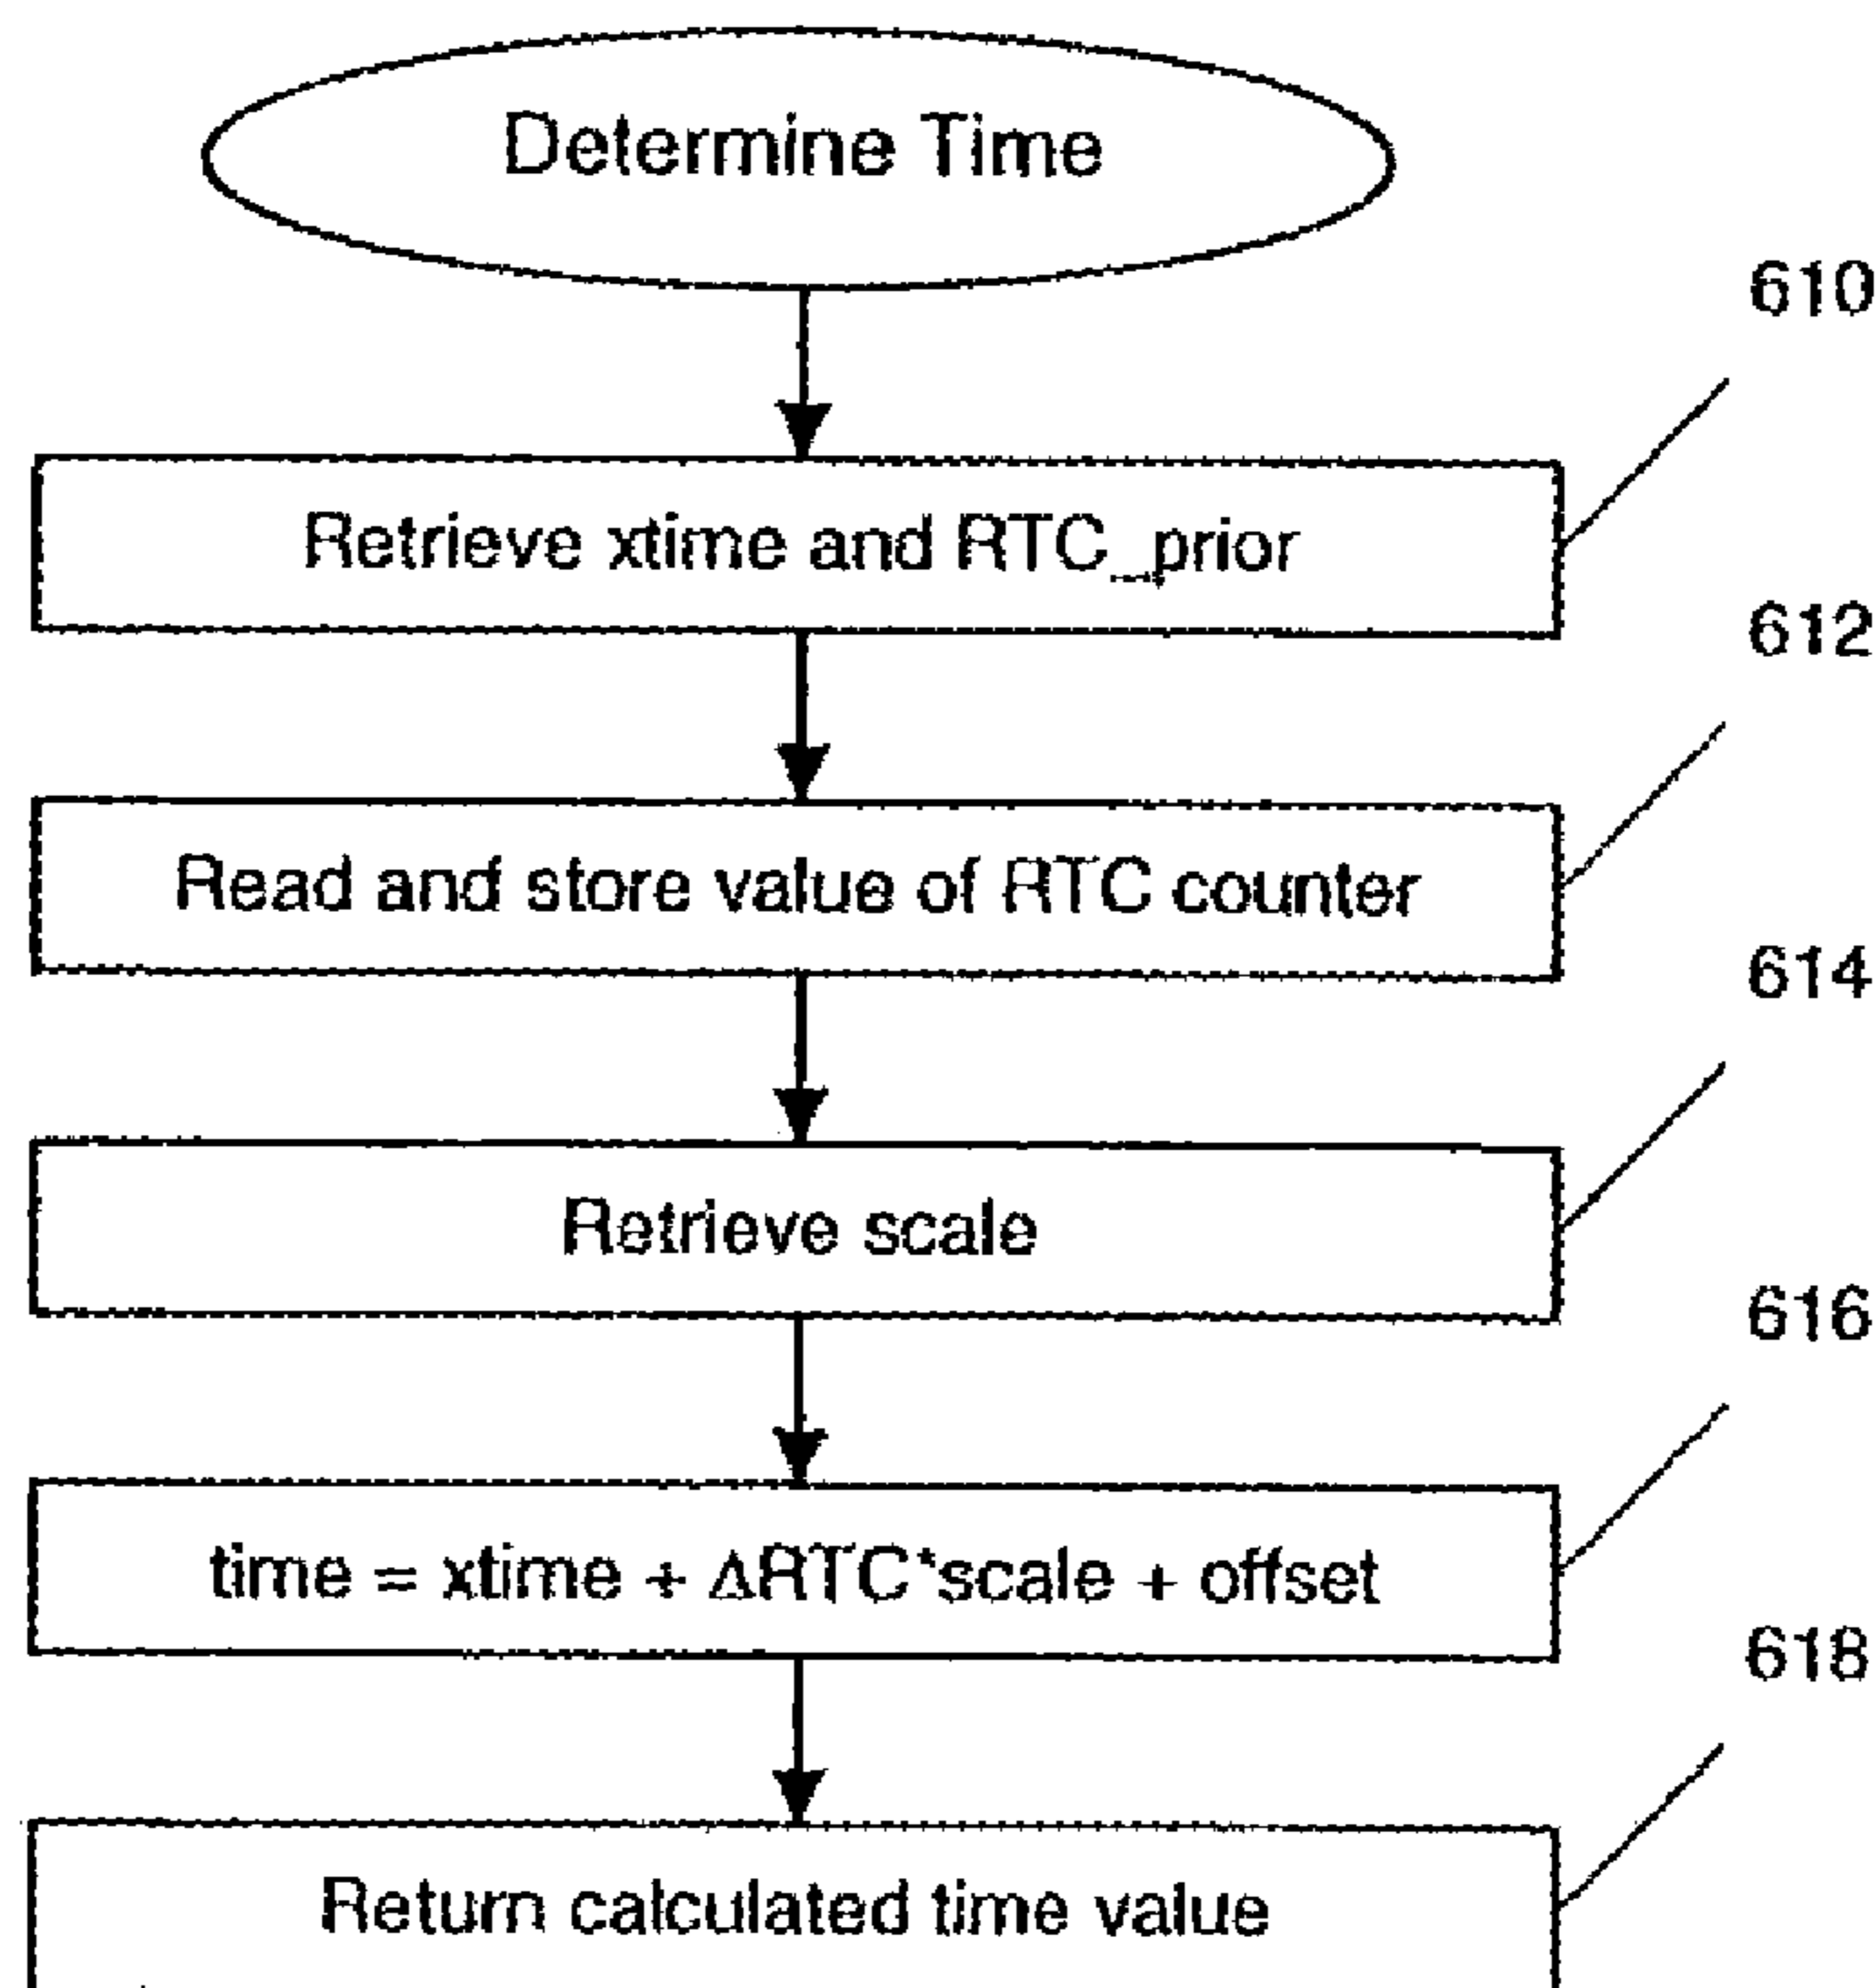 Determine Time
610
Retrieve xtime and RTC_prior
612
Read and store value of RTC counter
614
Retrieve scale
616
time = xtime + ΔRTC*scale + offset
618
Return calculated time value